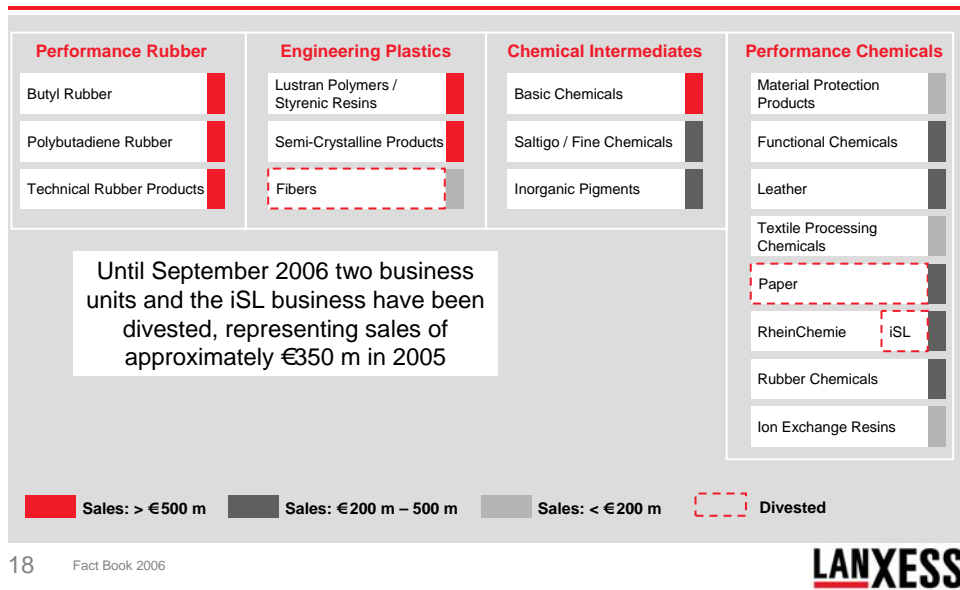 Performance Rubber
Butyl Rubber
Polybutadiene Rubber
Technical Rubber Products
Engineering Plastics
Lustran Polymers /
Styrenic Resins
Semi-Crystalline Products
Fibers
Chemical Intermediates
Basic Chemicals
Saltigo / Fine Chemicals
Inorganic Pigments
Performance Chemicals
Material Protection
Products
Functional Chemicals
Leather
Textile Processing
Chemicals
Paper
RheinChemie iSL
Rubber Chemicals
Ion Exchange Resins
Until September 2006 two business
units and the iSL business have been
divested, representing sales of
approximately €350 m in 2005
Sales: > €500 m
Sales: €200 m – 500 m
Sales: < €200 m
Divested
18 Fact Book 2006
LANXESS